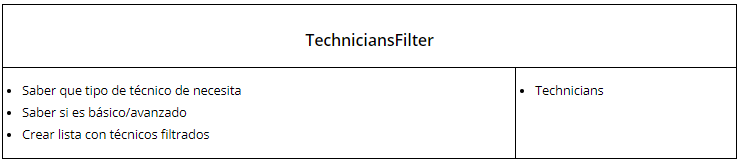 TechniciansFilter
• Saber que tipo de técnico de necesita
• Saber si es básico/avanzado
• Crear lista con técnicos filtrados
• Technicians